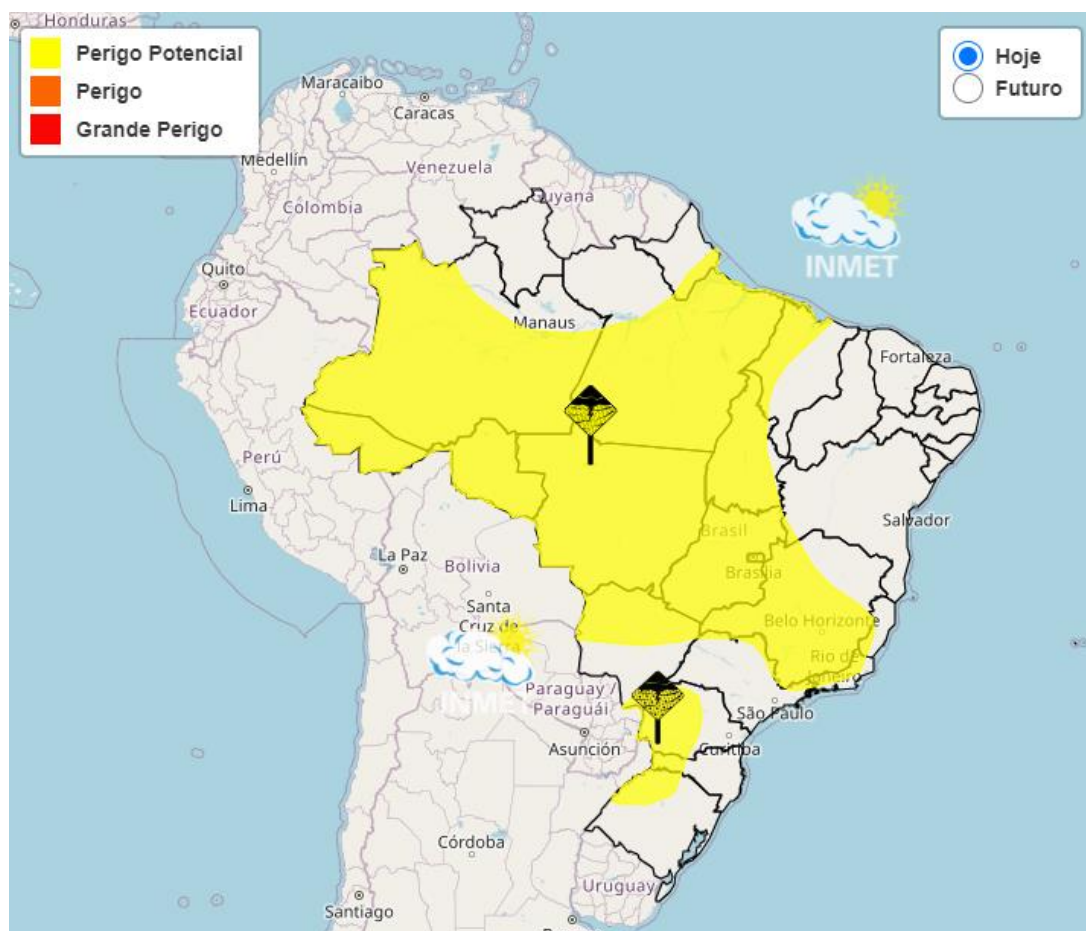 Honduras
Perigo Potencial
Perigo
Grande Perigo
Hoje
Futuro
Maracaibo
Caracas
Medellín
Venezuela
Guyana
Colombia
INMET
Quito
Ecuador
Manaus
Fortaleza
Perú
Lima
Salvador
Brasil
La Paz
Bolivia
Brasília
Santa
Cruz de
la Sierra
Belo Horizonte
Rio de
Janeiro
INMET
Paraguay /
Paraguái
São Paulo
Asunción
Curitiba
Córdoba
Uruguay
Santiago